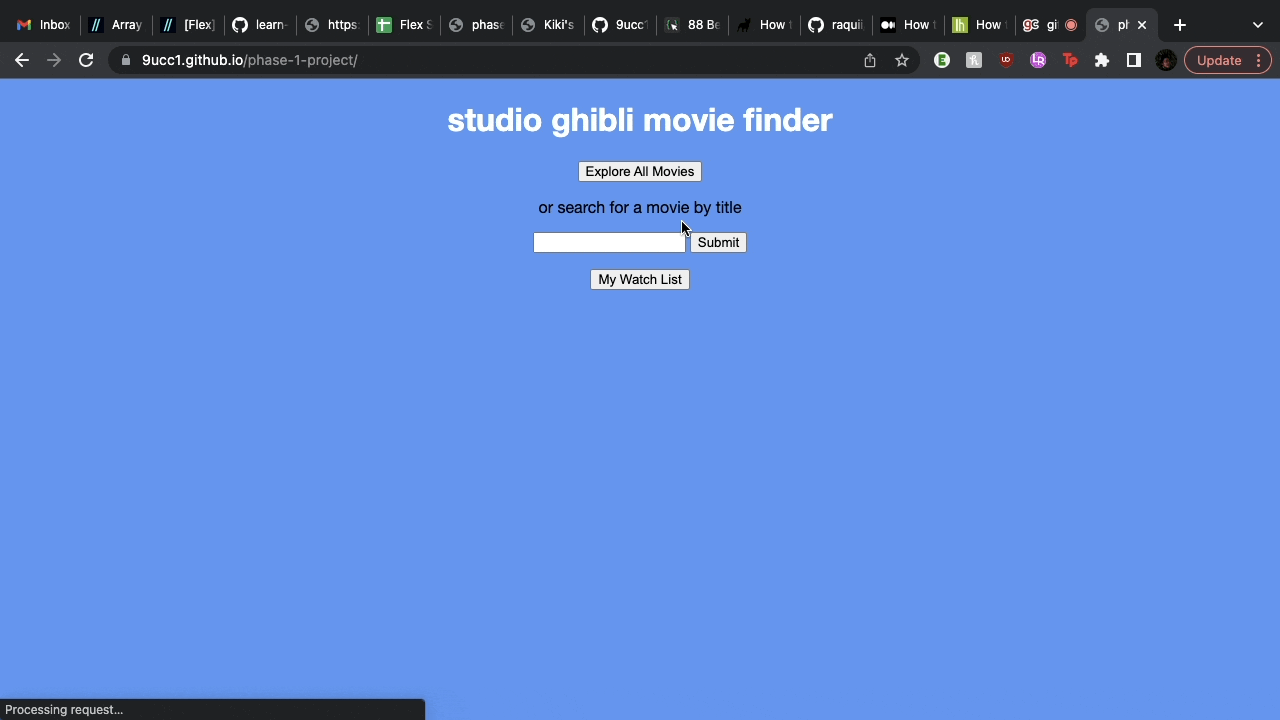 Inbox
Array
[Flex]
learn-
https:
Flex S
phase
Kiki's
9ucc1
88 Be
How t
raqui
How t
How t
gi
ph
9ucc1.github.io/phase-1-project/
Update
studio ghibli movie finder
Explore All Movies
or search for a movie by title
Submit
My Watch List
Processing request...